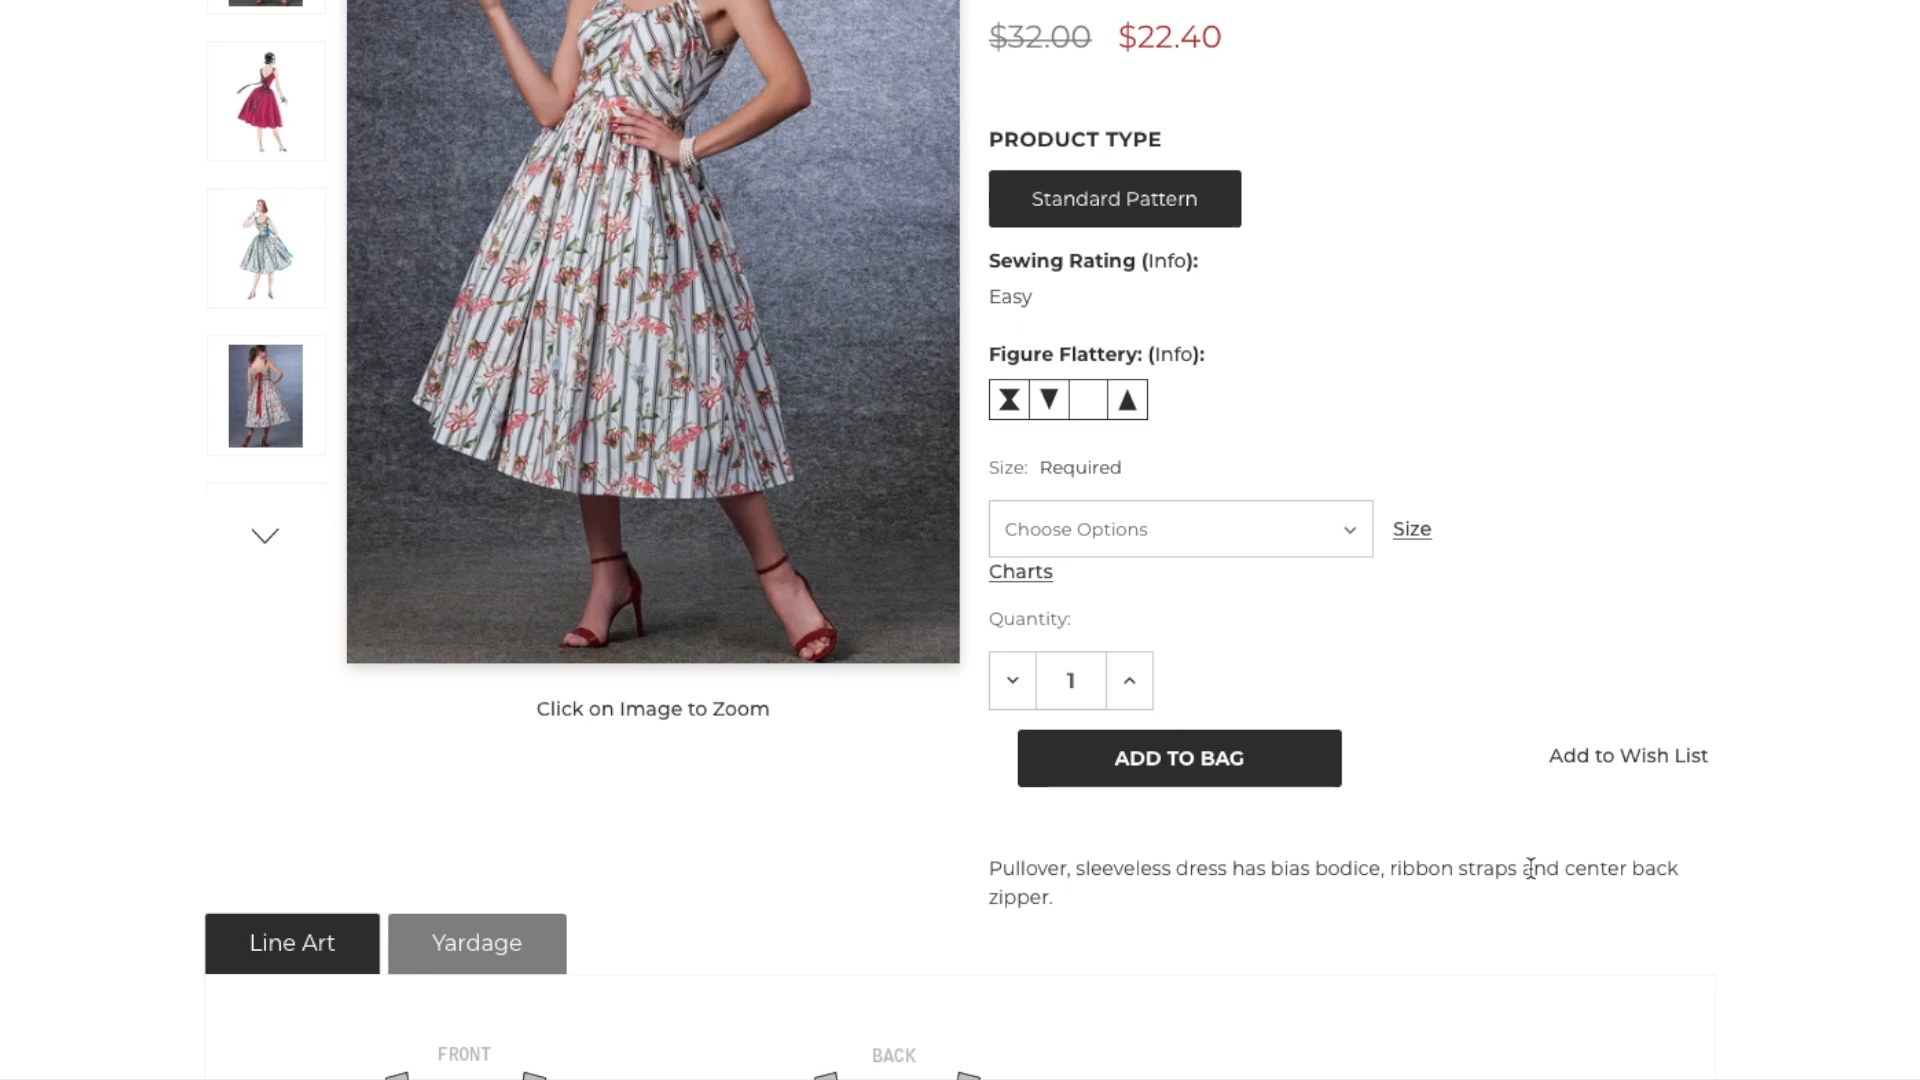 $32.00 $22.40
PRODUCT TYPE
Standard Pattern
Sewing Rating (Info):
Easy
Figure Flattery: (Info):
Size: Required
Choose Options
Size
Charts
Quantity:
1
Click on Image to Zoom
ADD TO BAG
Add to Wish List
Pullover, sleeveless dress has bias bodice, ribbon straps and center back
zipper.
Line Art
Yardage
FRONT
BACK